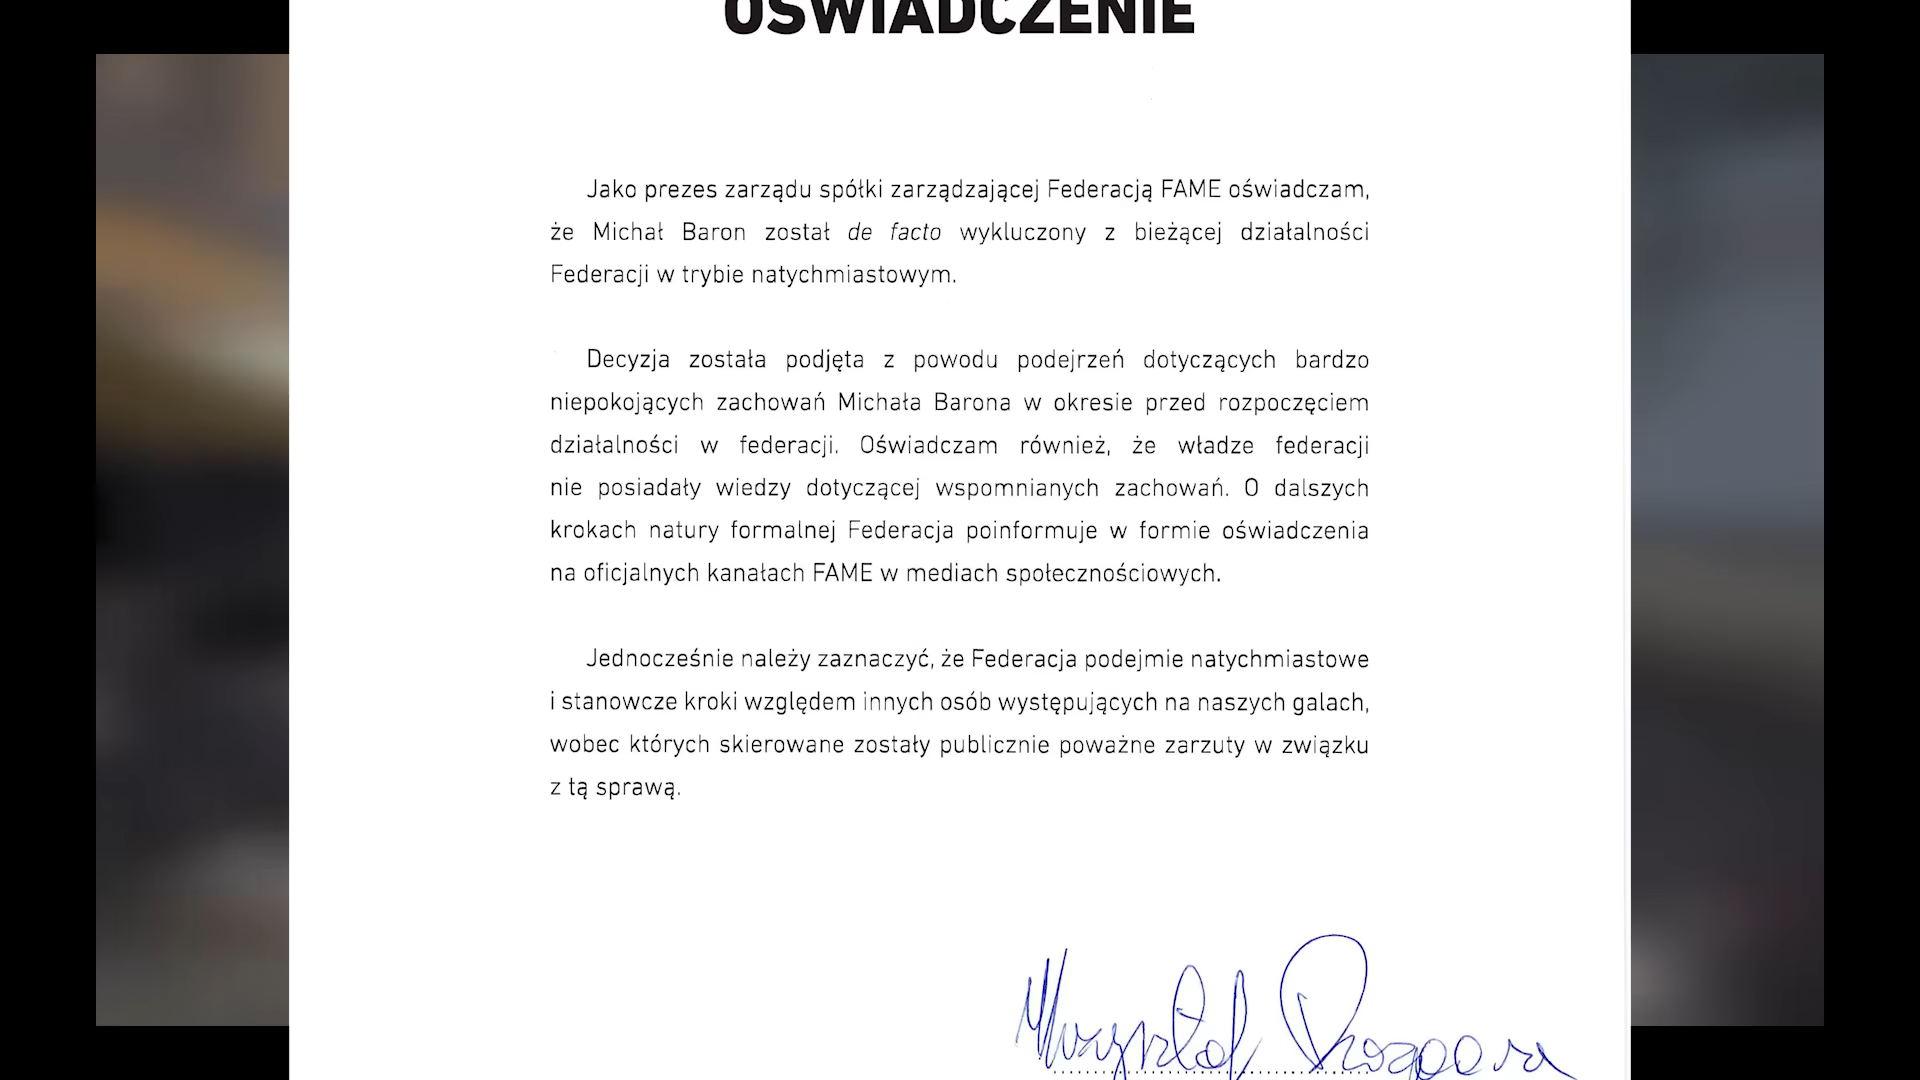 OŚWIADCZENIE
Jako prezes zarządu spółki zarządzającej Federacją FAME oświadczam,
że Michał Baron został de facto wykluczony z bieżącej działalności
Federacji w trybie natychmiastowym.
Decyzja została podjęta z powodu podejrzeń dotyczących bardzo
niepokojących zachowań Michała Barona w okresie przed rozpoczęciem
działalności w federacji. Oświadczam również, że władze federacji
nie posiadały wiedzy dotyczącej wspomnianych zachowań. O dalszych
krokach natury formalnej Federacja poinformuje w formie oświadczenia
na oficjalnych kanałach FAME w mediach społecznościowych.
Jednocześnie należy zaznaczyć, że Federacja podejmie natychmiastowe
i stanowcze kroki względem innych osób występujących na naszych galach,
wobec których skierowane zostały publicznie poważne zarzuty w związku
z tą sprawą.